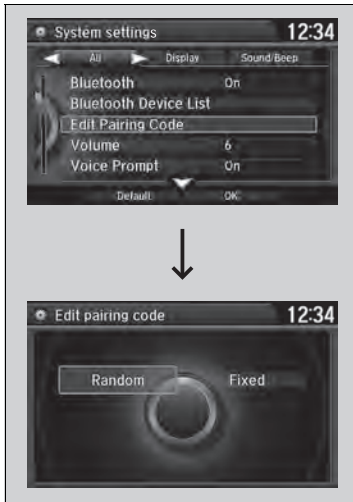 System settings 12:34
All Display Sound/Beep
Bluetooth On
Bluetooth Device List
Edit Pairing Code
Volume 6
Voice Prompt On
Default OK
Edit pairing code 12:34
Random Fixed